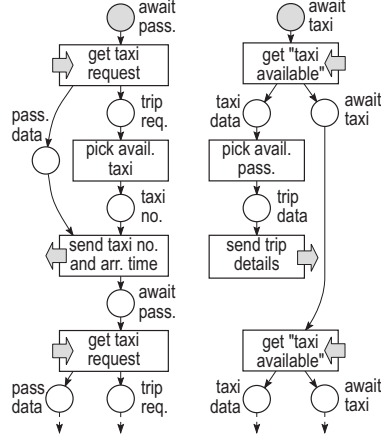 await
pass.
get taxi
request
pass.
data
trip
req.
pick avail.
taxi
taxi
no.
send taxi no.
and arr. time
await
pass.
get taxi
request
pass
data
trip
req.
await
taxi
get "taxi
available"
taxi
data
await
taxi
pick avail.
pass.
trip
data
send trip
details
get "taxi
available"
taxi
data
await
taxi